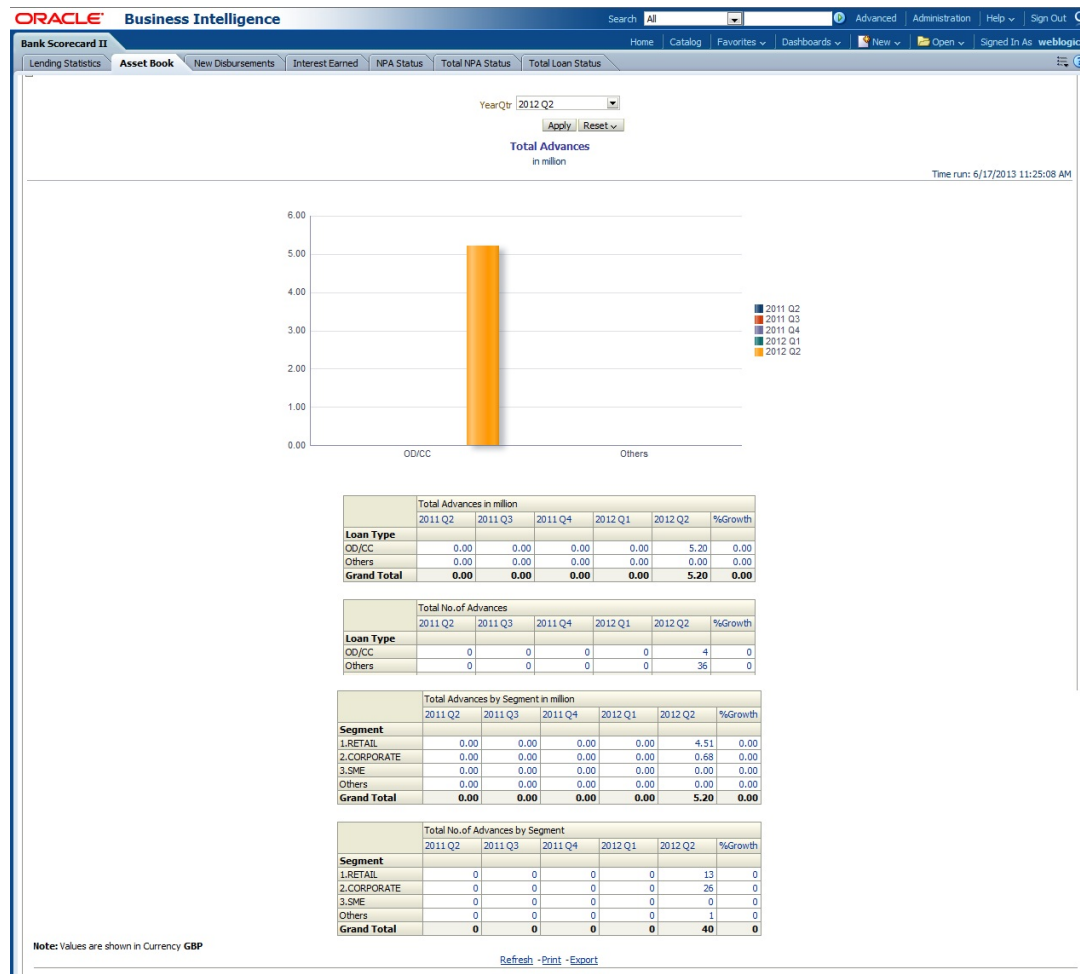 ORACLE Business Intelligence Search All Advanced Administration Help Sign Out
Bank Scorecard II Home Catalog Favorites Dashboards New Open Signed In As weblogic
Lending Statistics Asset Book New Disbursements Interest Earned NPA Status Total NPA Status Total Loan Status
YearQtr 2012 Q2
Apply Reset
Total Advances
in million
Time run: 6/17/2013 11:25:08 AM
6.00
5.00
4.00
3.00
2.00
1.00
0.00
OD/CC Others
2011 Q2
2011 Q3
2011 Q4
2012 Q1
2012 Q2
Total Advances in million
2011 Q2 2011 Q3 2011 Q4 2012 Q1 2012 Q2 %Growth
Loan Type
OD/CC 0.00 0.00 0.00 0.00 5.20 0.00
Others 0.00 0.00 0.00 0.00 0.00 0.00
Grand Total 0.00 0.00 0.00 0.00 5.20 0.00
Total No.of Advances
2011 Q2 2011 Q3 2011 Q4 2012 Q1 2012 Q2 %Growth
Loan Type
OD/CC 0 0 0 0 4 0
Others 0 0 0 0 36 0
Total Advances by Segment in million
2011 Q2 2011 Q3 2011 Q4 2012 Q1 2012 Q2 %Growth
Segment
1.RETAIL 0.00 0.00 0.00 0.00 4.51 0.00
2.CORPORATE 0.00 0.00 0.00 0.00 0.68 0.00
3.SME 0.00 0.00 0.00 0.00 0.00 0.00
Others 0.00 0.00 0.00 0.00 0.00 0.00
Grand Total 0.00 0.00 0.00 0.00 5.20 0.00
Total No.of Advances by Segment
2011 Q2 2011 Q3 2011 Q4 2012 Q1 2012 Q2 %Growth
Segment
1.RETAIL 0 0 0 0 13 0
2.CORPORATE 0 0 0 0 26 0
3.SME 0 0 0 0 0 0
Others 0 0 0 0 1 0
Grand Total 0 0 0 0 40 0
Note: Values are shown in Currency GBP
Refresh - Print - Export